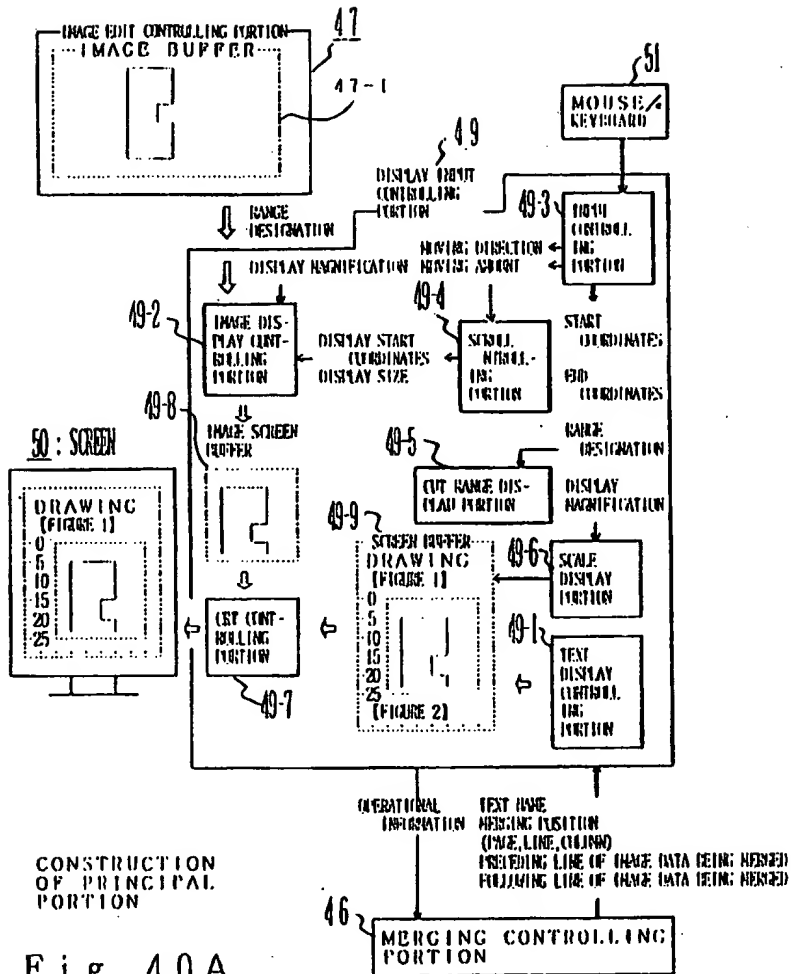 IMAGE EDIT CONTROLLING PORTION
IMAGE BUFFER
47
47-1
51
MOUSE/
KEYBOARD
49
DISPLAY INPUT
CONTROLLING
PORTION
49-3
INPUT
CONTROLL
ING
PORTION
RANGE
DESIGNATION
MOVING DIRECTION
MOVING AMOUNT
DISPLAY MAGNIFICATION
49-2
IMAGE DIS-
PLAY CONT-
ROLLING
PORTION
49-4
SCROLL
NTROLL-
ING
PORTION
DISPLAY START
COORDINATES
DISPLAY SIZE
START
COORDINATES
END
COORDINATES
49-8
IMAGE SCREEN
BUFFER
RANGE
DESIGNATION
49-5
CUT RANGE DIS-
PLAY PORTION
DISPLAY
MAGNIFICATION
50 : SCREEN
DRAWING
[FIGURE 1]
0
5
10
15
20
25
49-9
SCREEN BUFFER
DRAWING
[FIGURE 1]
0
5
10
15
20
25
[FIGURE 2]
49-6
SCALE
DISPLAY
PORTION
49-1
TEXT
DISPLAY
CONTROLL
ING
PORTION
CRT CONT-
ROLLING
PORTION
49-7
OPERATIONAL
INFORMATION
TEXT NAME
MERGING POSITION
(PAGE, LINE, COLUMN)
PRECEDING LINE OF IMAGE DATA BEING MERGED
FOLLOWING LINE OF IMAGE DATA BEING MERGED
CONSTRUCTION
OF PRINCIPAL
PORTION
46
MERGING CONTROLLING
PORTION
Fig. 40A